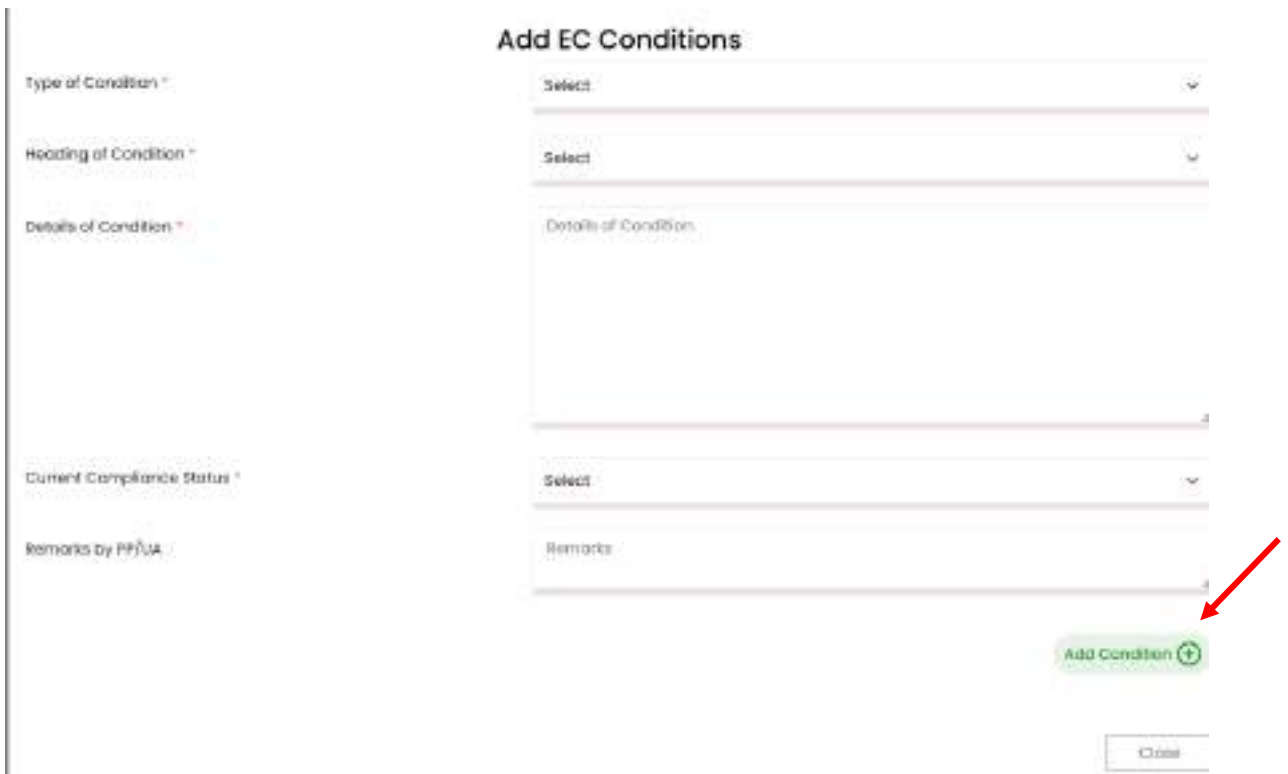 Add EC Conditions
Type of Condition *
Select
Heading of Condition *
Select
Details of Condition *
Details of Condition
Current Compliance Status *
Select
Remarks by PP/UA
Remarks
Add Condition
Close